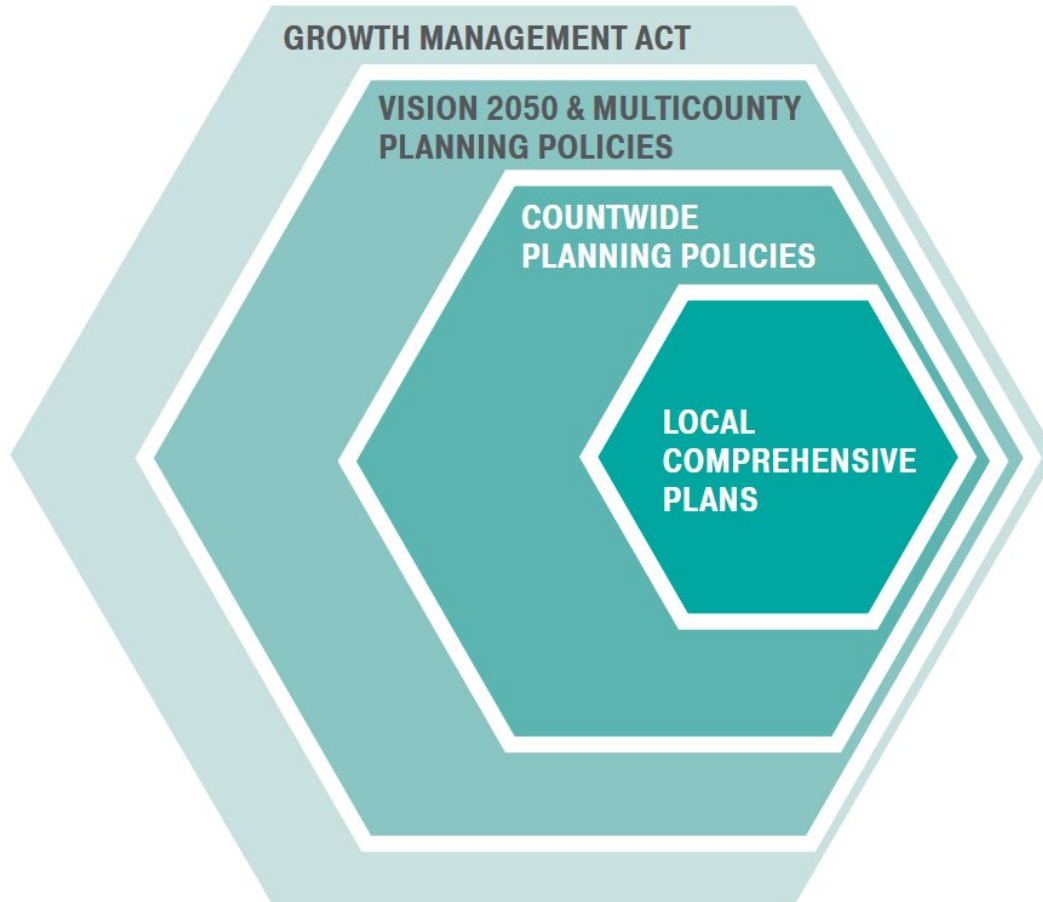 GROWTH MANAGEMENT ACT
VISION 2050 & MULTICOUNTY
PLANNING POLICIES
COUNTWIDE
PLANNING POLICIES
LOCAL
COMPREHENSIVE
PLANS